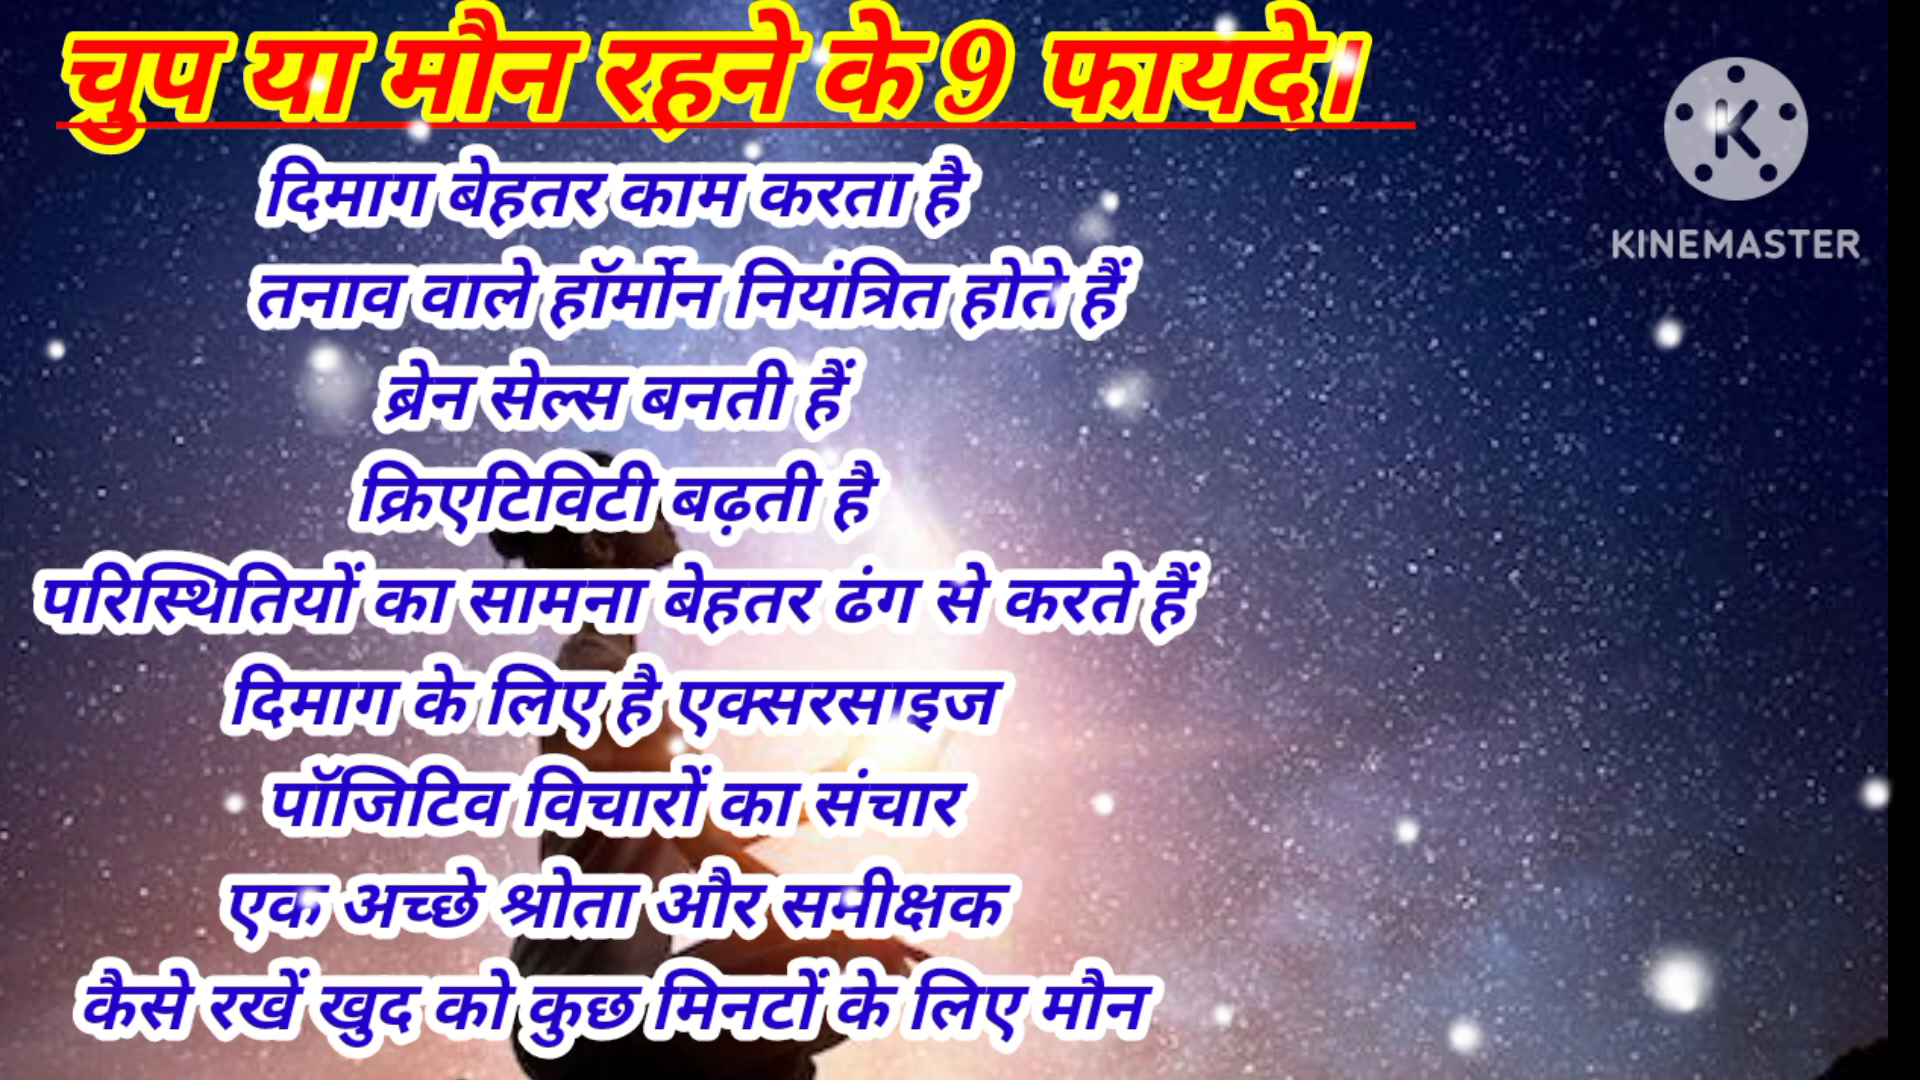 चुप या मौन रहने के 9 फायदे।
दिमाग बेहतर काम करता है
तनाव वाले हॉर्मोन नियंत्रित होते हैं
ब्रेन सेल्स बनती हैं
क्रिएटिविटी बढ़ती है
परिस्थितियों का सामना बेहतर ढंग से करते हैं
दिमाग के लिए है एक्सरसाइज
पॉजिटिव विचारों का संचार
एक अच्छे श्रोता और समीक्षक
कैसे रखें खुद को कुछ मिनटों के लिए मौन
K
KINEMASTER